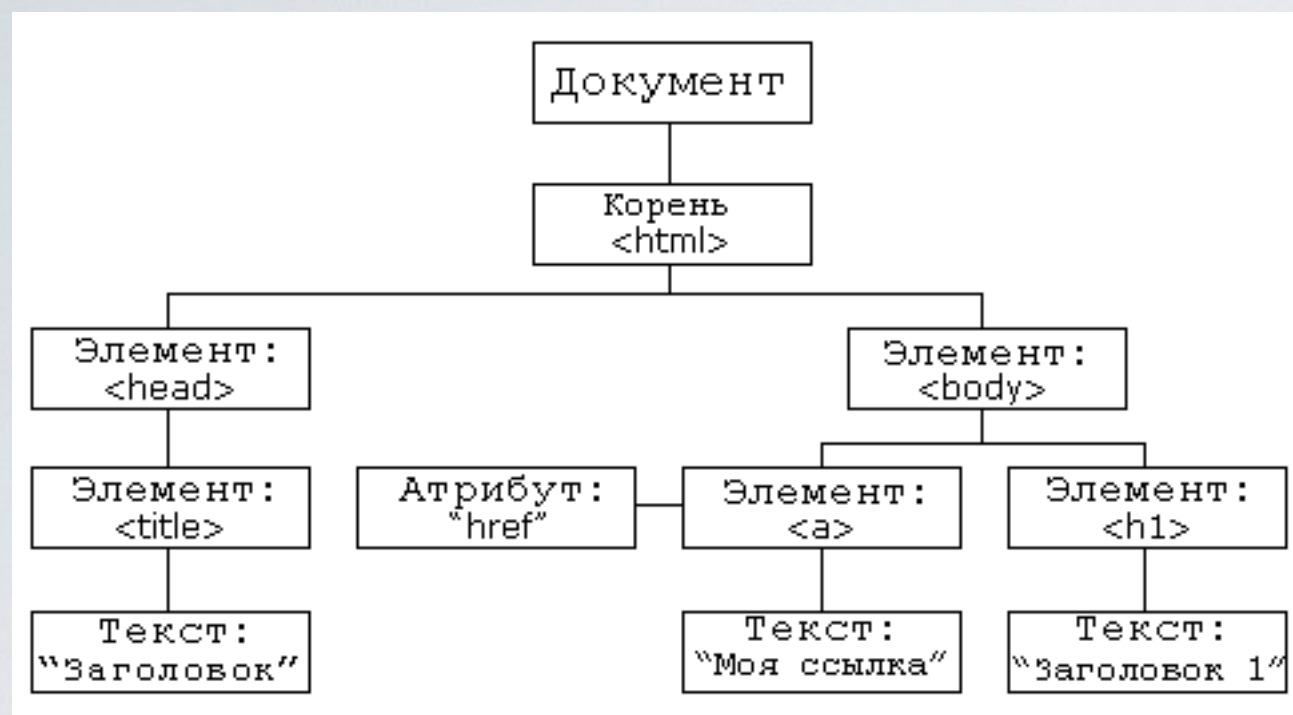 Документ
Корень
<html>
Элемент:
<head>
Элемент:
<body>
Элемент:
<title>
Атрибут:
“href”
Элемент:
<a>
Элемент:
<h1>
Текст:
“Заголовок”
Текст:
“Моя ссылка”
Текст:
“Заголовок 1”